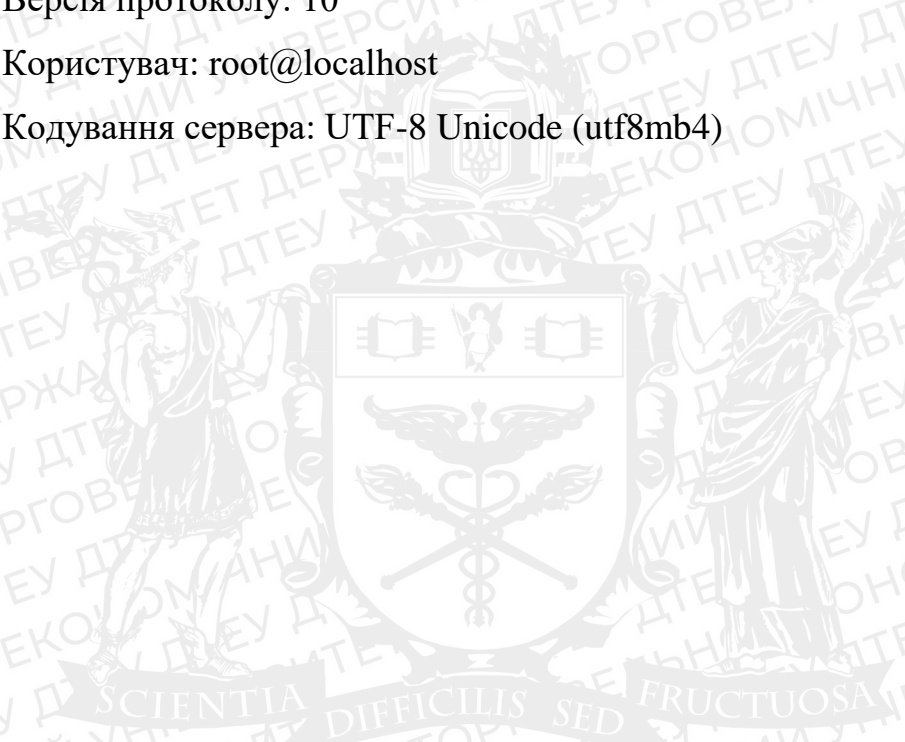 Версія протоколу: 10
Користувач: root@localhost
Кодування сервера: UTF-8 Unicode (utf8mb4)
SCIENTIA DIFFICILIS SED FRUCTUOSA